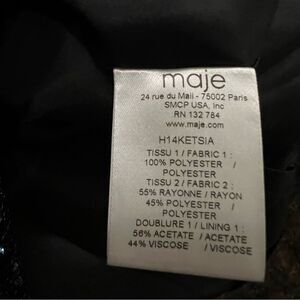 maje
24 rue du Mail - 75002 Paris
SMCP USA, Inc
RN 132 784
www.maje.com
H14KETSIA
TISSU 1 / FABRIC 1 :
100% POLYESTER /
POLYESTER
TISSU 2 / FABRIC 2 :
55% RAYONNE / RAYON
45% POLYESTER /
POLYESTER
DOUBLURE 1 / LINING 1 :
56% ACETATE / ACETATE
44% VISCOSE / VISCOSE